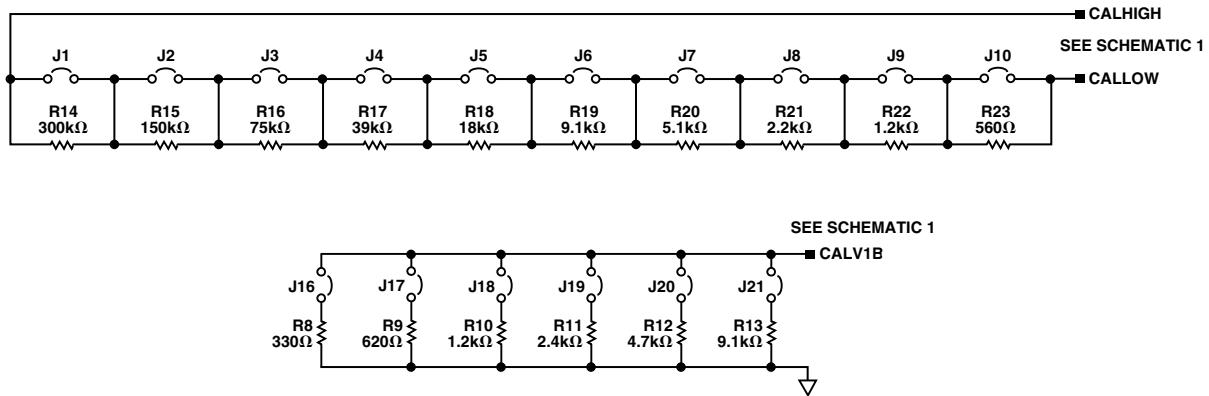 CALHIGH
SEE SCHEMATIC 1
J1 J2 J3 J4 J5 J6 J7 J8 J9 J10
CALLOW
R14 R15 R16 R17 R18 R19 R20 R21 R22 R23
300kΩ 150kΩ 75kΩ 39kΩ 18kΩ 9.1kΩ 5.1kΩ 2.2kΩ 1.2kΩ 560Ω
SEE SCHEMATIC 1
CALV1B
J16 J17 J18 J19 J20 J21
R8 R9 R10 R11 R12 R13
330Ω 620Ω 1.2kΩ 2.4kΩ 4.7kΩ 9.1kΩ